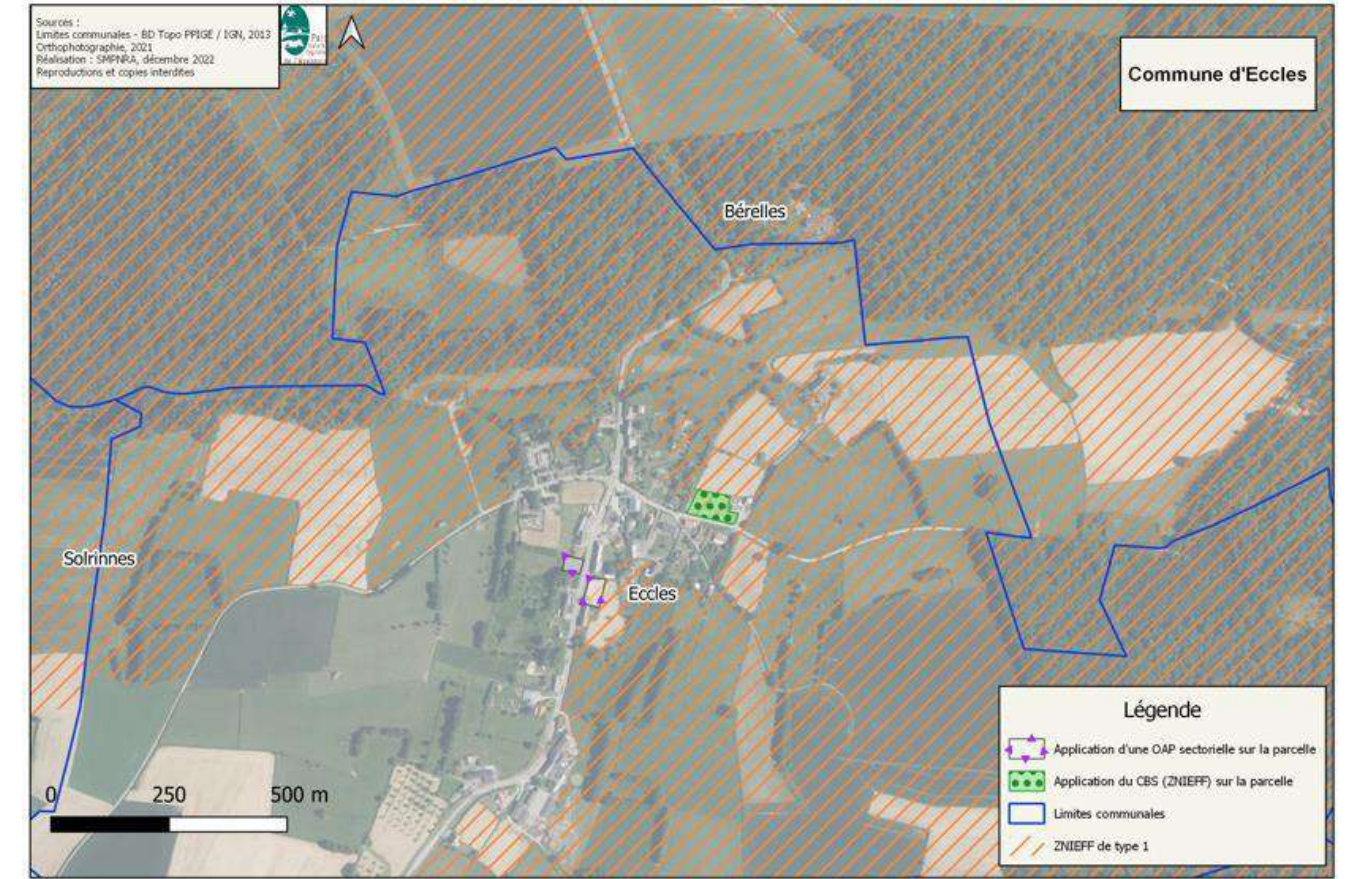 Sources :
Limites communales - BD Topo PPIGE / IGN, 2013
Orthophotographie, 2021
Réalisation : SMPNRA, décembre 2022
Reproductions et copies interdites
Parc
Commune d'Eccles
Bérelles
Solrinnes
Eccles
0 250 500 m
Légende
Application d'une OAP sectorielle sur la parcelle
Application du CBS (ZNIEFF) sur la parcelle
Limites communales
ZNIEFF de type 1